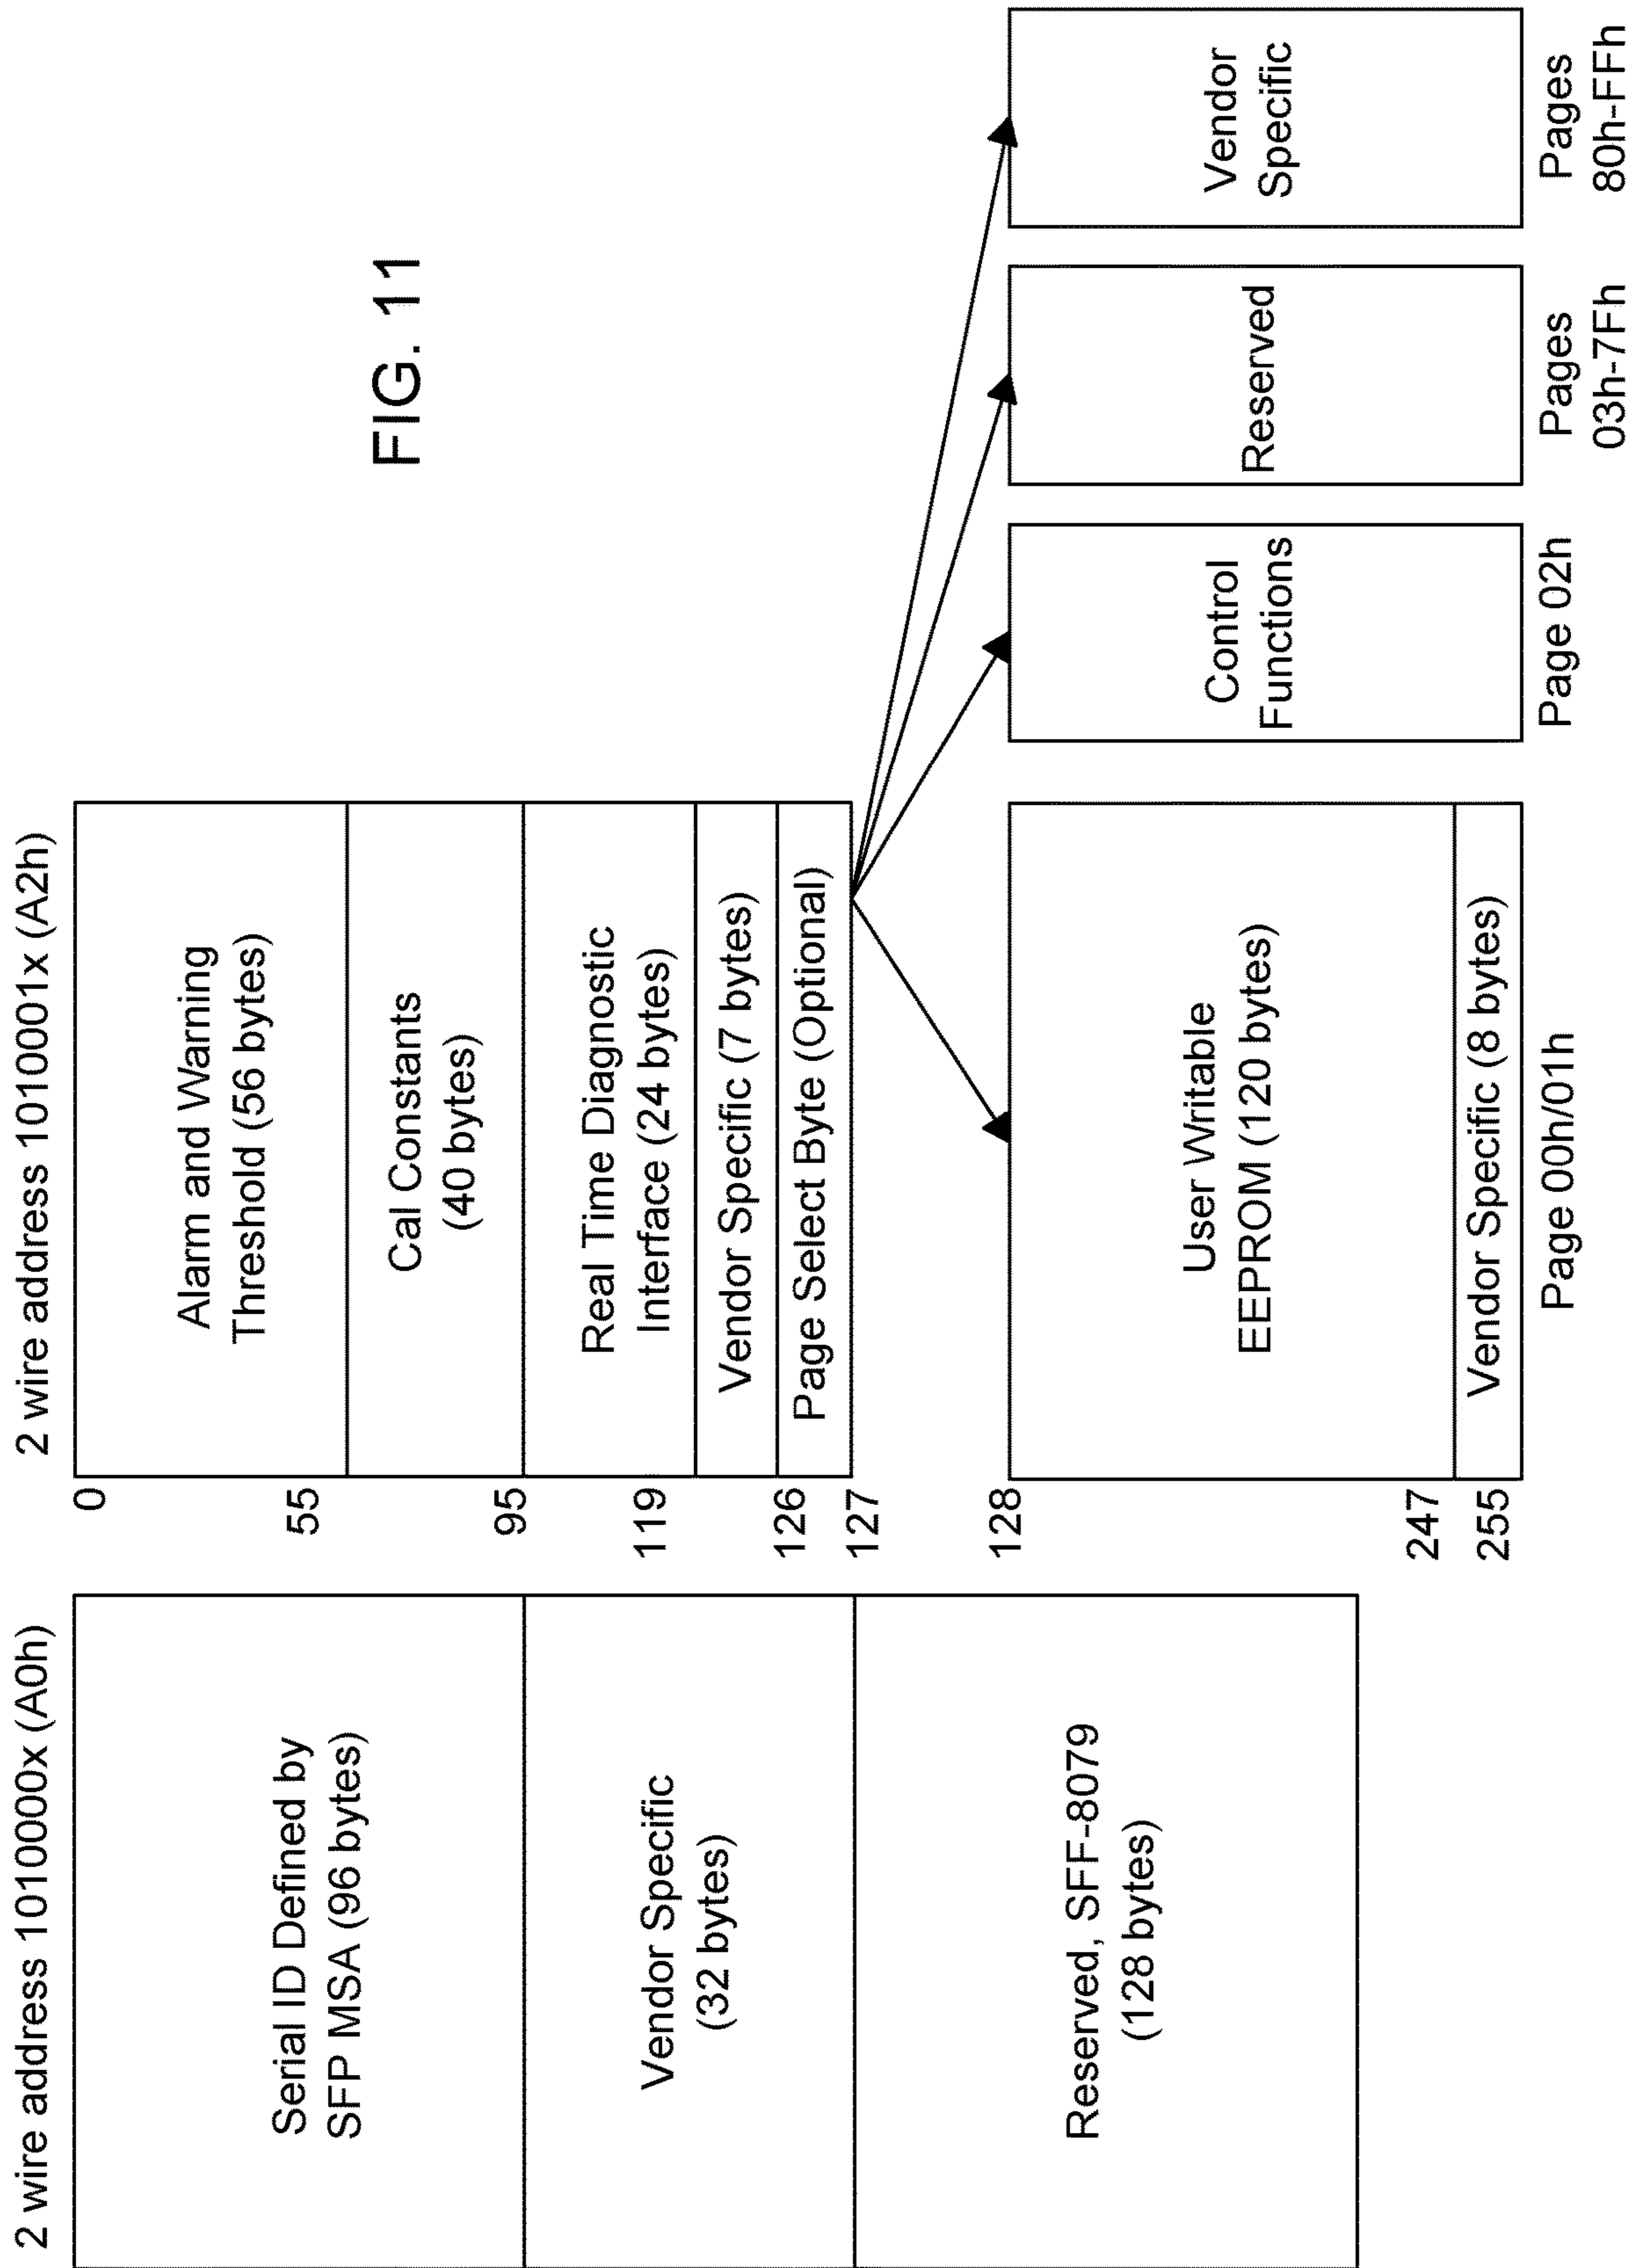 2 wire address 1010000x (A0h)
Serial ID Defined by
SFP MSA (96 bytes)
Vendor Specific
(32 bytes)
Reserved, SFF-8079
(128 bytes)
2 wire address 1010001x (A2h)
0
Alarm and Warning
Threshold (56 bytes)
55
Cal Constants
(40 bytes)
95
Real Time Diagnostic
Interface (24 bytes)
119
Vendor Specific (7 bytes)
126
Page Select Byte (Optional)
127
128
User Writable
EEPROM (120 bytes)
247
Vendor Specific (8 bytes)
255
Page 00h/01h
Control
Functions
Page 02h
Reserved
Pages
03h-7Fh
Vendor
Specific
Pages
80h-FFh
FIG. 11